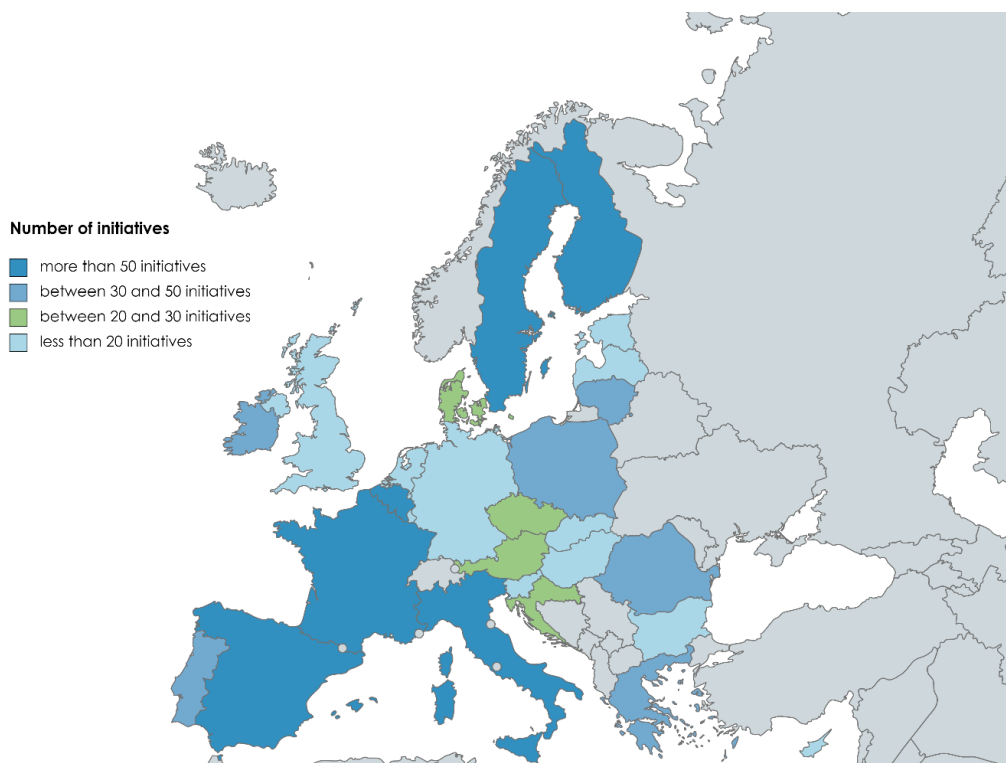 Number of initiatives
more than 50 initiatives
between 30 and 50 initiatives
between 20 and 30 initiatives
less than 20 initiatives